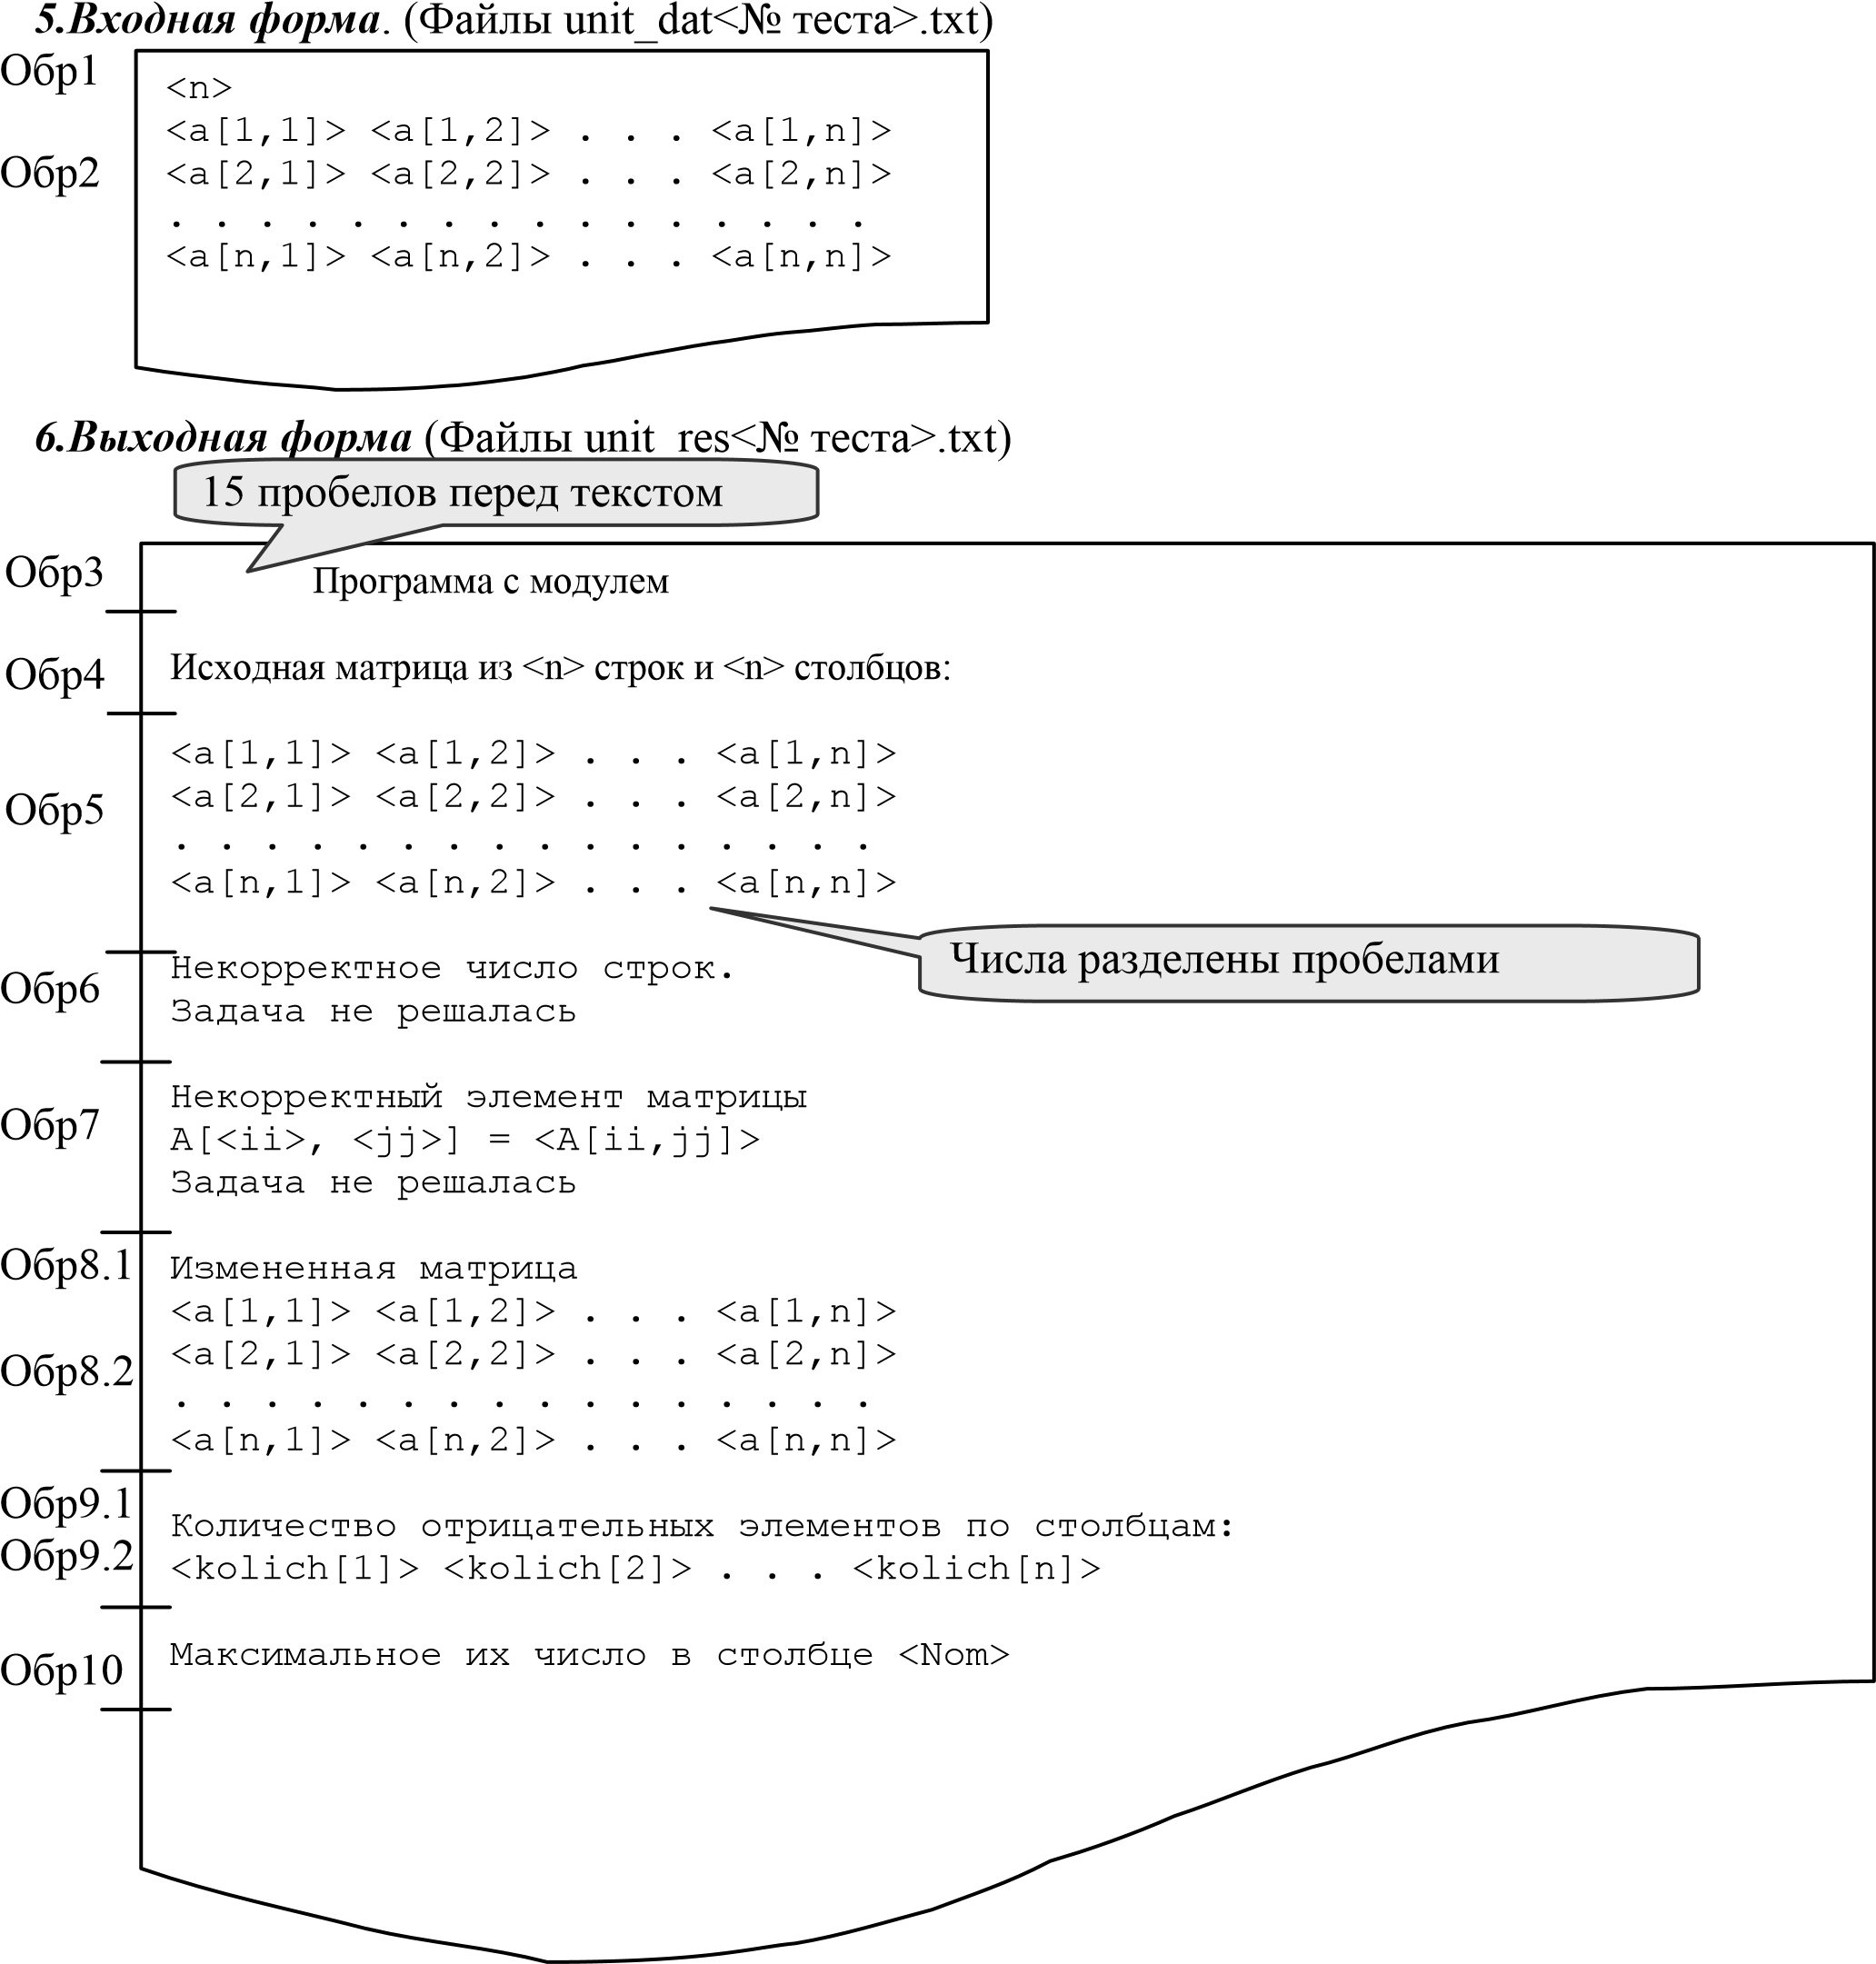 5.Входная форма. (Файлы unit_dat<№ теста>.txt)
Обр1
<n>
<a[1,1]> <a[1,2]> . . . <a[1,n]>
Обр2
<a[2,1]> <a[2,2]> . . . <a[2,n]>
. . . . . . . . . . . . . . . .
<a[n,1]> <a[n,2]> . . . <a[n,n]>
6.Выходная форма (Файлы unit_res<№ теста>.txt)
15 пробелов перед текстом
Обр3
Программа с модулем
Обр4
Исходная матрица из <n> строк и <n> столбцов:
<a[1,1]> <a[1,2]> . . . <a[1,n]>
Обр5
<a[2,1]> <a[2,2]> . . . <a[2,n]>
. . . . . . . . . . . . . . . .
<a[n,1]> <a[n,2]> . . . <a[n,n]>
Числа разделены пробелами
Обр6
Некорректное число строк.
Задача не решалась
Обр7
Некорректный элемент матрицы
A[<ii>, <jj>] = <A[ii,jj]>
Задача не решалась
Обр8.1
Измененная матрица
<a[1,1]> <a[1,2]> . . . <a[1,n]>
Обр8.2
<a[2,1]> <a[2,2]> . . . <a[2,n]>
. . . . . . . . . . . . . . . .
<a[n,1]> <a[n,2]> . . . <a[n,n]>
Обр9.1
Количество отрицательных элементов по столбцам:
Обр9.2
<kolich[1]> <kolich[2]> . . . <kolich[n]>
Обр10
Максимальное их число в столбце <Nom>